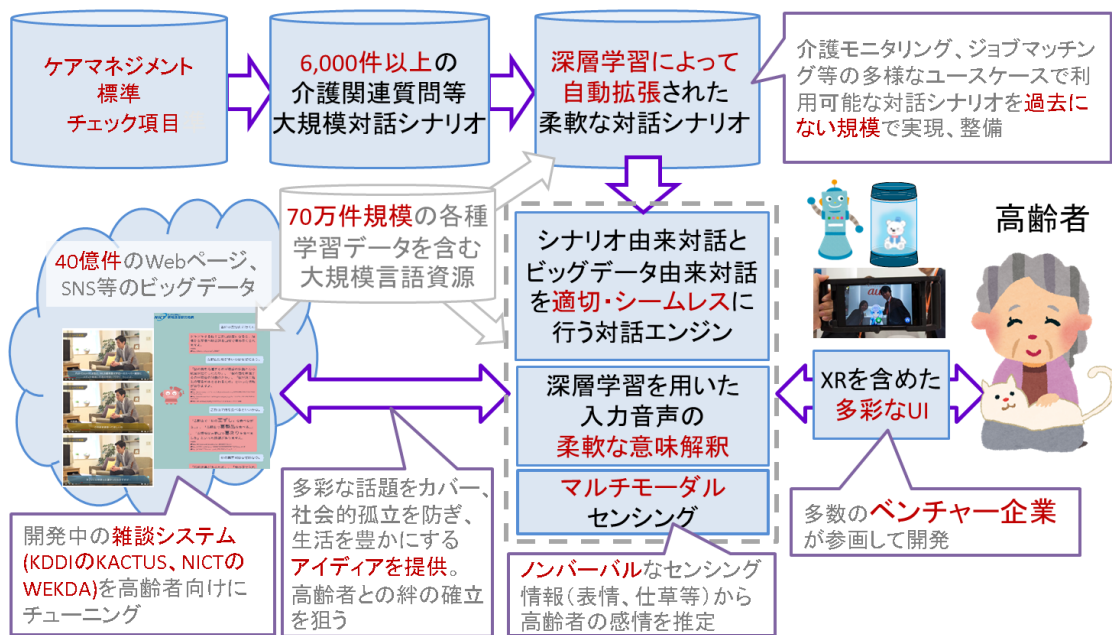 ケアマネジメント
標準
チェック項目
6,000件以上の
介護関連質問等
大規模対話シナリオ
深層学習によって
自動拡張された
柔軟な対話シナリオ
介護モニタリング、ジョブマッチ
ング等の多様なユースケースで利
用可能な対話シナリオを過去に
ない規模で実現、整備
70万件規模の各種
学習データを含む
大規模言語資源
40億件のWebページ、
SNS等のビッグデータ
シナリオ由来対話と
ビッグデータ由来対話
を適切・シームレスに
行う対話エンジン
高齢者
深層学習を用いた
入力音声の
柔軟な意味解釈
XRを含めた
多彩なUI
マルチモーダル
センシング
開発中の雑談システム
(KDDIのKACTUS、NICTの
WEKDA)を高齢者向けに
チューニング
多彩な話題をカバー、
社会的孤立を防ぎ、
生活を豊かにする
アイディアを提供。
高齢者との絆の確立
を狙う
ノンバーバルなセンシング
情報(表情、仕草等)から
高齢者の感情を推定
多数のベンチャー企業
が参画して開発